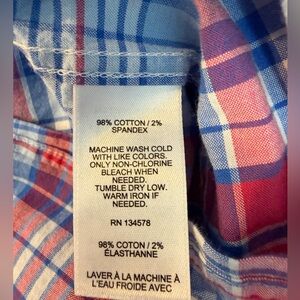 98% COTTON / 2%
SPANDEX
MACHINE WASH COLD
WITH LIKE COLORS.
ONLY NON-CHLORINE
BLEACH WHEN
NEEDED.
TUMBLE DRY LOW.
WARM IRON IF
NEEDED.
RN 134578
98% COTTON / 2%
ÉLASTHANNE
LAVER À LA MACHINE À
L'EAU FROIDE AVEC